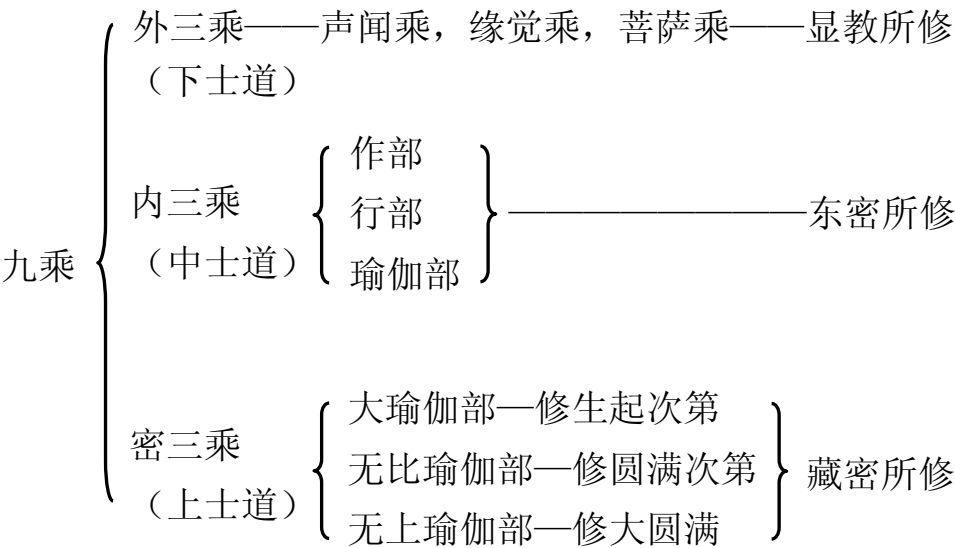 外三乘——声闻乘，缘觉乘，菩萨乘——显教所修
（下士道）
作部
内三乘
行部
————————东密所修
（中士道）
瑜伽部
九乘
大瑜伽部—修生起次第
密三乘
无比瑜伽部—修圆满次第
藏密所修
（上士道）
无上瑜伽部—修大圆满